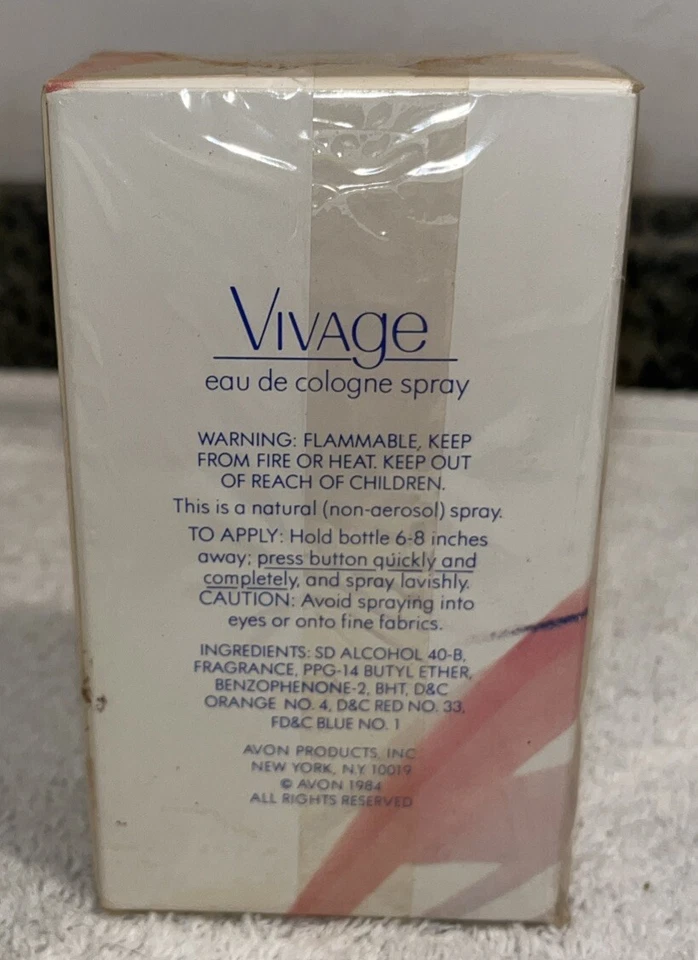 VIVAge
eau de cologne spray
WARNING: FLAMMABLE, KEEP
FROM FIRE OR HEAT. KEEP OUT
OF REACH OF CHILDREN.
This is a natural (non-aerosol) spray.
TO APPLY: Hold bottle 6-8 inches
away; press button quickly and
completely, and spray lavishly.
CAUTION: Avoid spraying into
eyes or onto fine fabrics.
INGREDIENTS: SD ALCOHOL 40-B,
FRAGRANCE, PPG-14 BUTYL ETHER,
BENZOPHENONE-2, BHT, D&C
ORANGE NO. 4, D&C RED NO. 33,
FD&C BLUE NO. 1
AVON PRODUCTS, INC.
NEW YORK, N.Y. 10019
© AVON 1984
ALL RIGHTS RESERVED